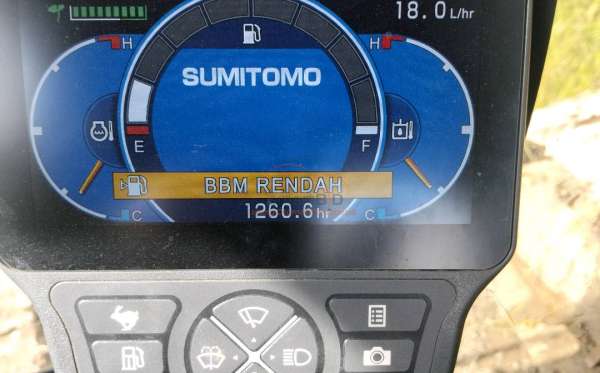 18.0 L/hr
H H
SUMITOMO
E F
BBM RENDAH
1260.6 hr
C C